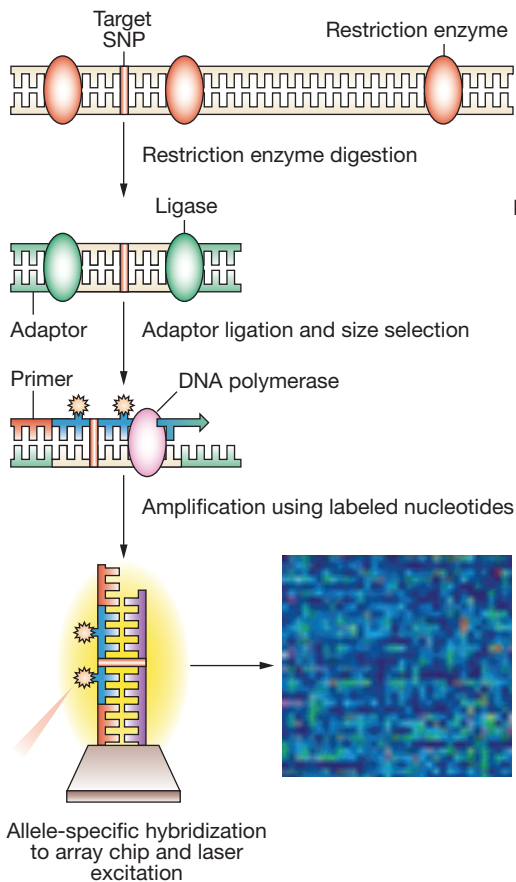 Target
SNP
Restriction enzyme
Restriction enzyme digestion
Ligase
Adaptor
Adaptor ligation and size selection
Primer
DNA polymerase
Amplification using labeled nucleotides
Allele-specific hybridization
to array chip and laser
excitation